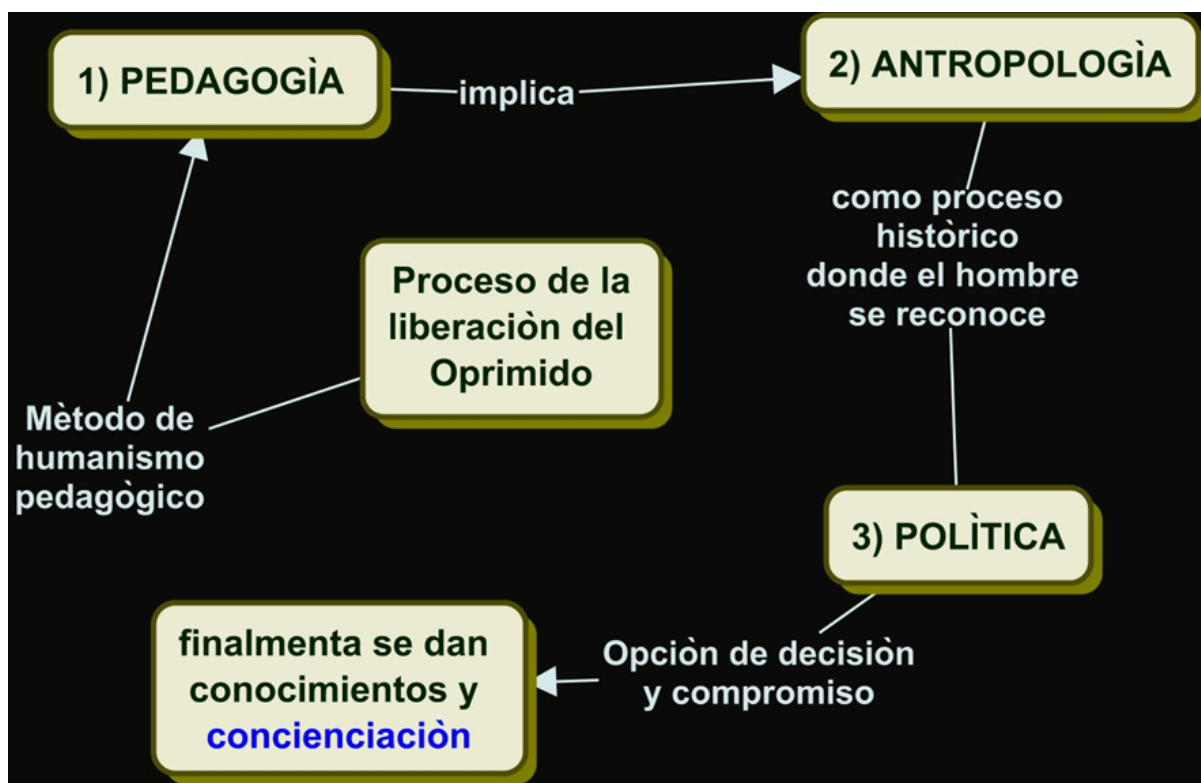 1) PEDAGOGÌA
implica
2) ANTROPOLOGÌA
como proceso
històrico
donde el hombre
se reconoce
Proceso de la
liberaciòn del
Oprimido
Mètodo de
humanismo
pedagògico
3) POLÌTICA
Opciòn de decisiòn
y compromiso
finalmenta se dan
conocimientos y
concienciaciòn